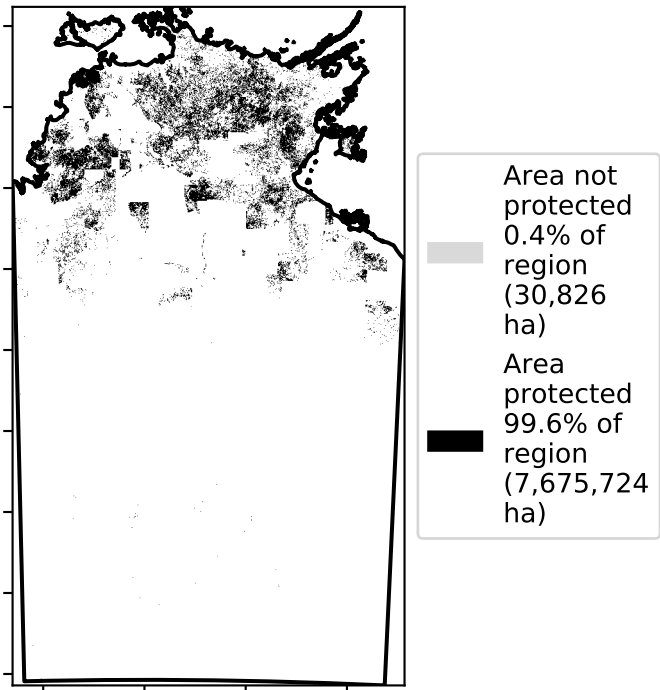 Area not
protected
0.4% of
region
(30,826
ha)
Area
protected
99.6% of
region
(7,675,724
ha)